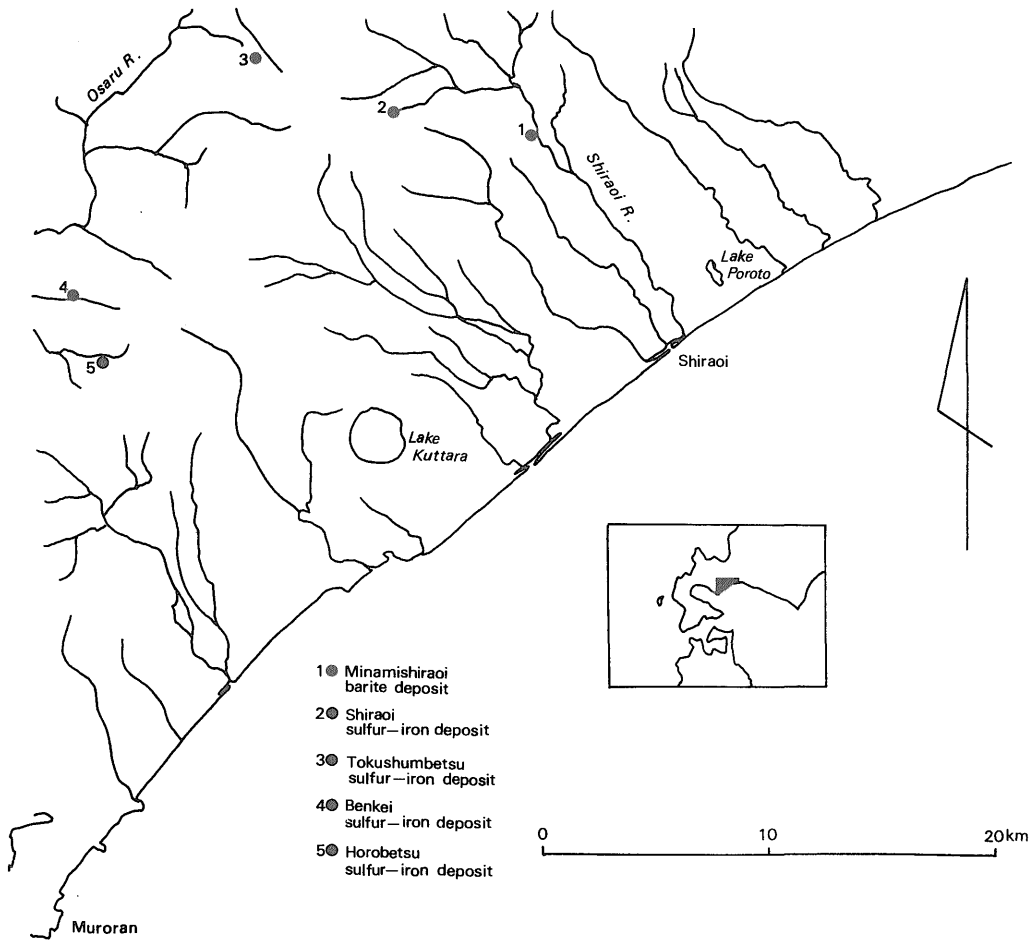 Osaru R.
3
2
1
Shiraoi R.
Lake
Poroto
4
5
Shiraoi
Lake
Kuttara
1 Minamishiraoi
barite deposit
2 Shiraoi
sulfur—iron deposit
3 Tokushumbetsu
sulfur—iron deposit
4 Benkei
sulfur—iron deposit
5 Horobetsu
sulfur—iron deposit
0 10 20km
Muroran